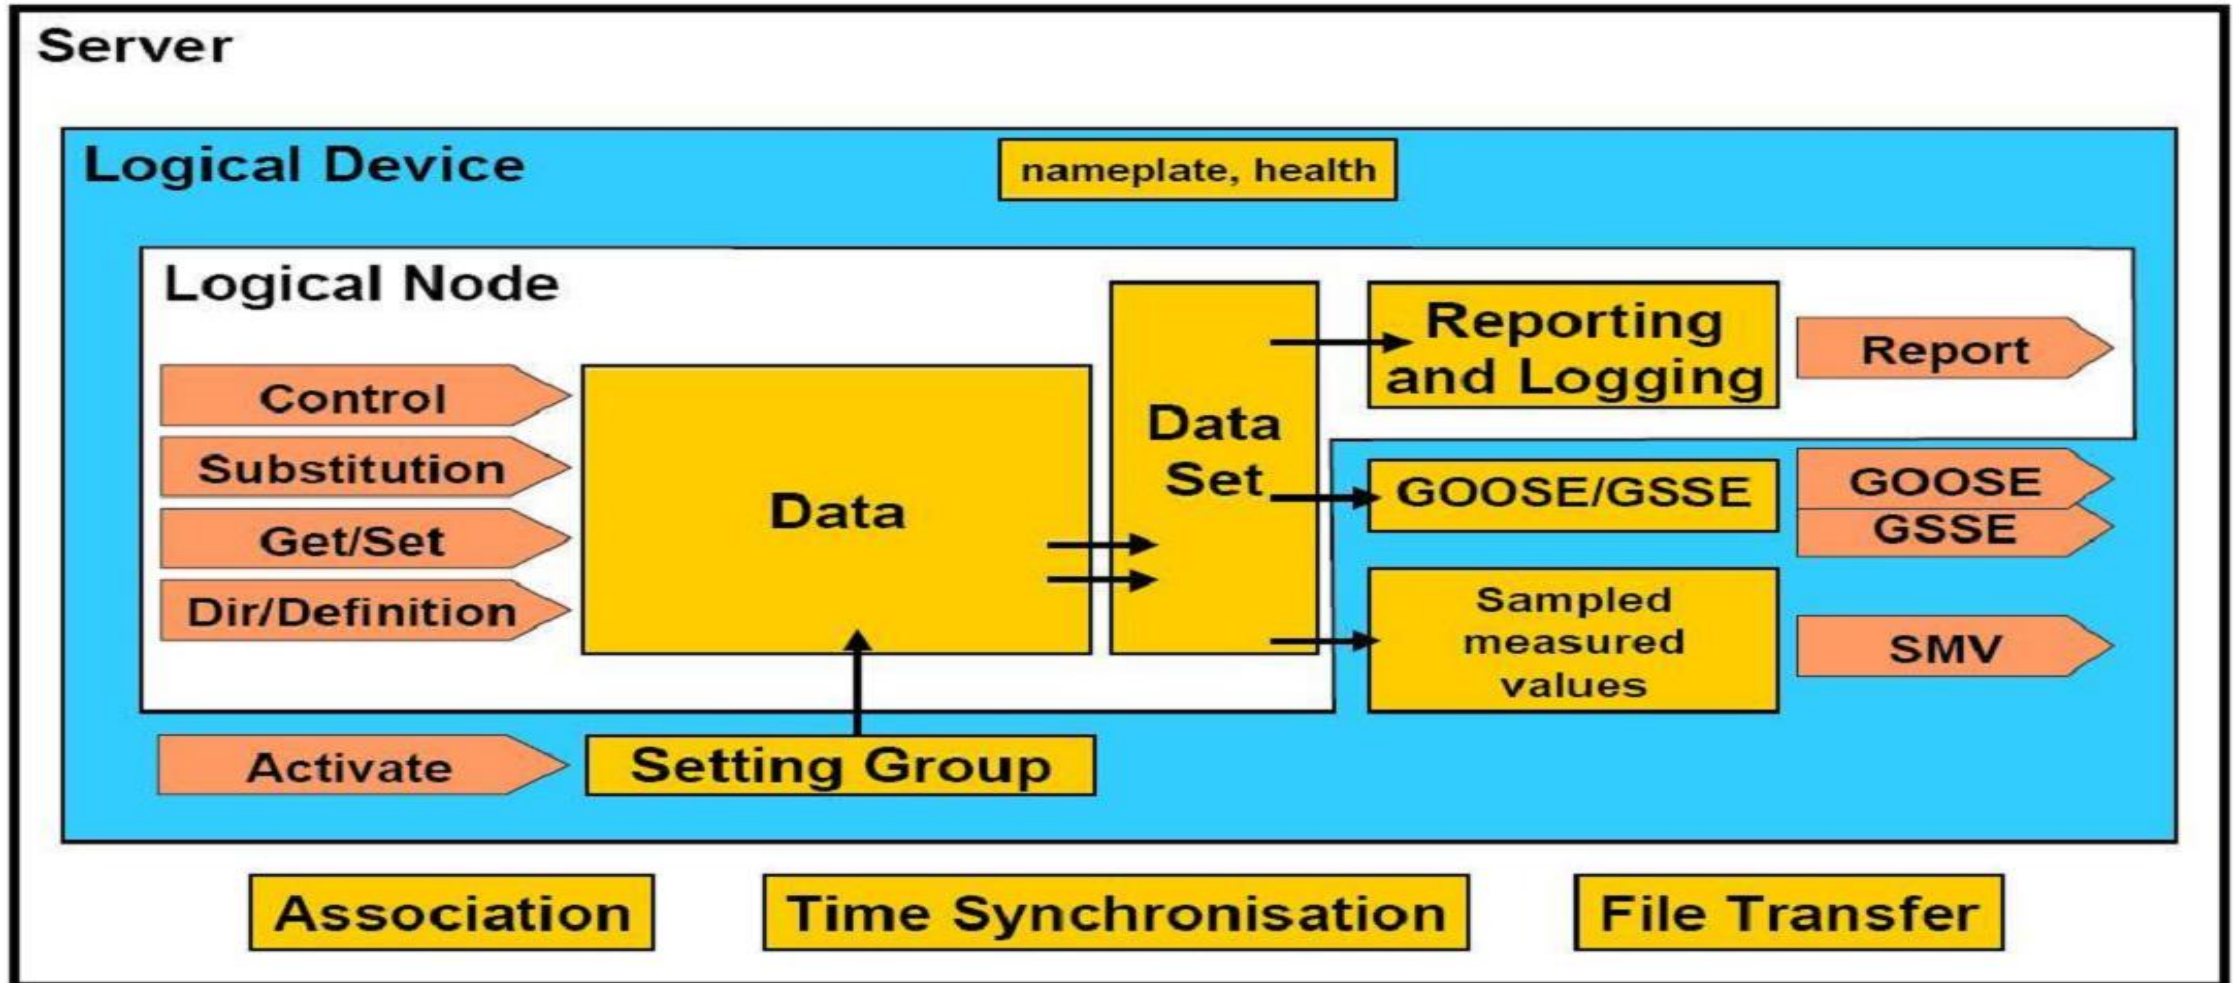 Server
Logical Device
nameplate, health
Logical Node
Control
Substitution
Get/Set
Dir/Definition
Data
Data
Set
Reporting
and Logging
Report
GOOSE/GSSE
GOOSE
GSSE
Sampled
measured
values
SMV
Activate
Setting Group
Association
Time Synchronisation
File Transfer